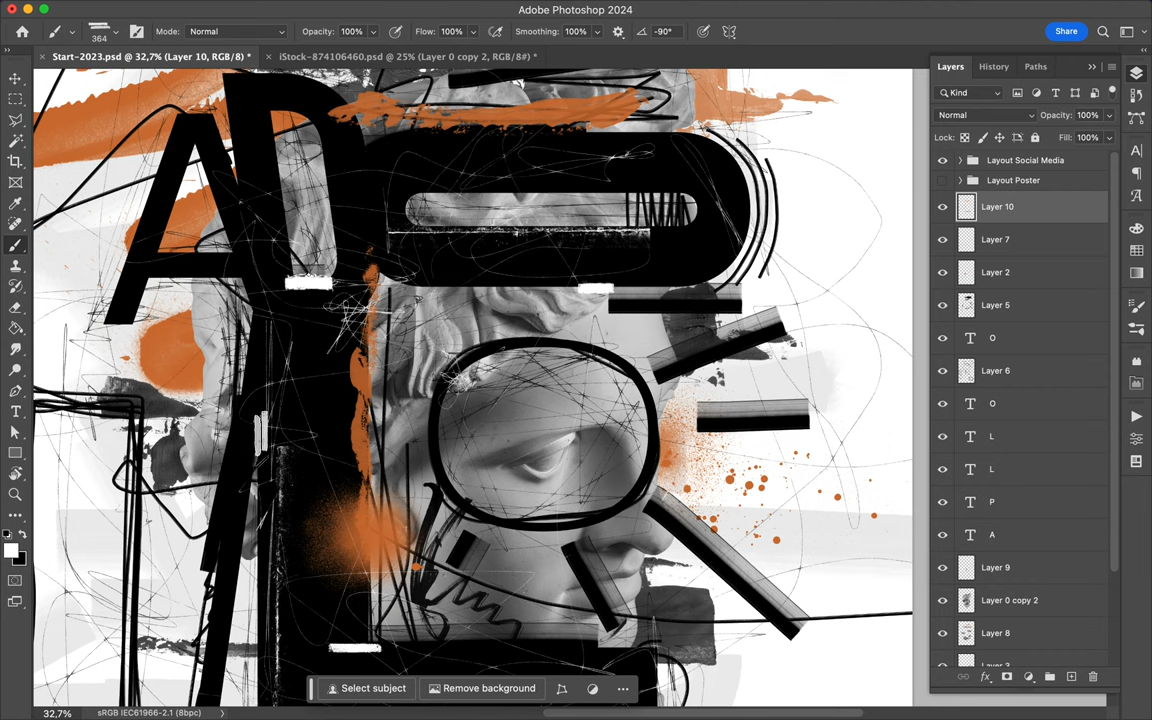 Adobe Photoshop 2024
364
Mode: Normal
Opacity: 100%
Flow: 100%
Smoothing: 100%
-90°
Share
× Start-2023.psd @ 32,7% (Layer 10, RGB/8) *
× iStock-874106460.psd @ 25% (Layer 0 copy 2, RGB/8#) *
Layers History Paths
Kind
Normal Opacity: 100%
Lock: Fill: 100%
Layout Social Media
Layout Poster
Layer 10
Layer 7
Layer 2
Layer 5
T O
Layer 6
T O
T L
T L
T P
T A
Layer 9
Layer 0 copy 2
Layer 8
A
P
Select subject Remove background
32,7% sRGB IEC61966-2.1 (8bpc)